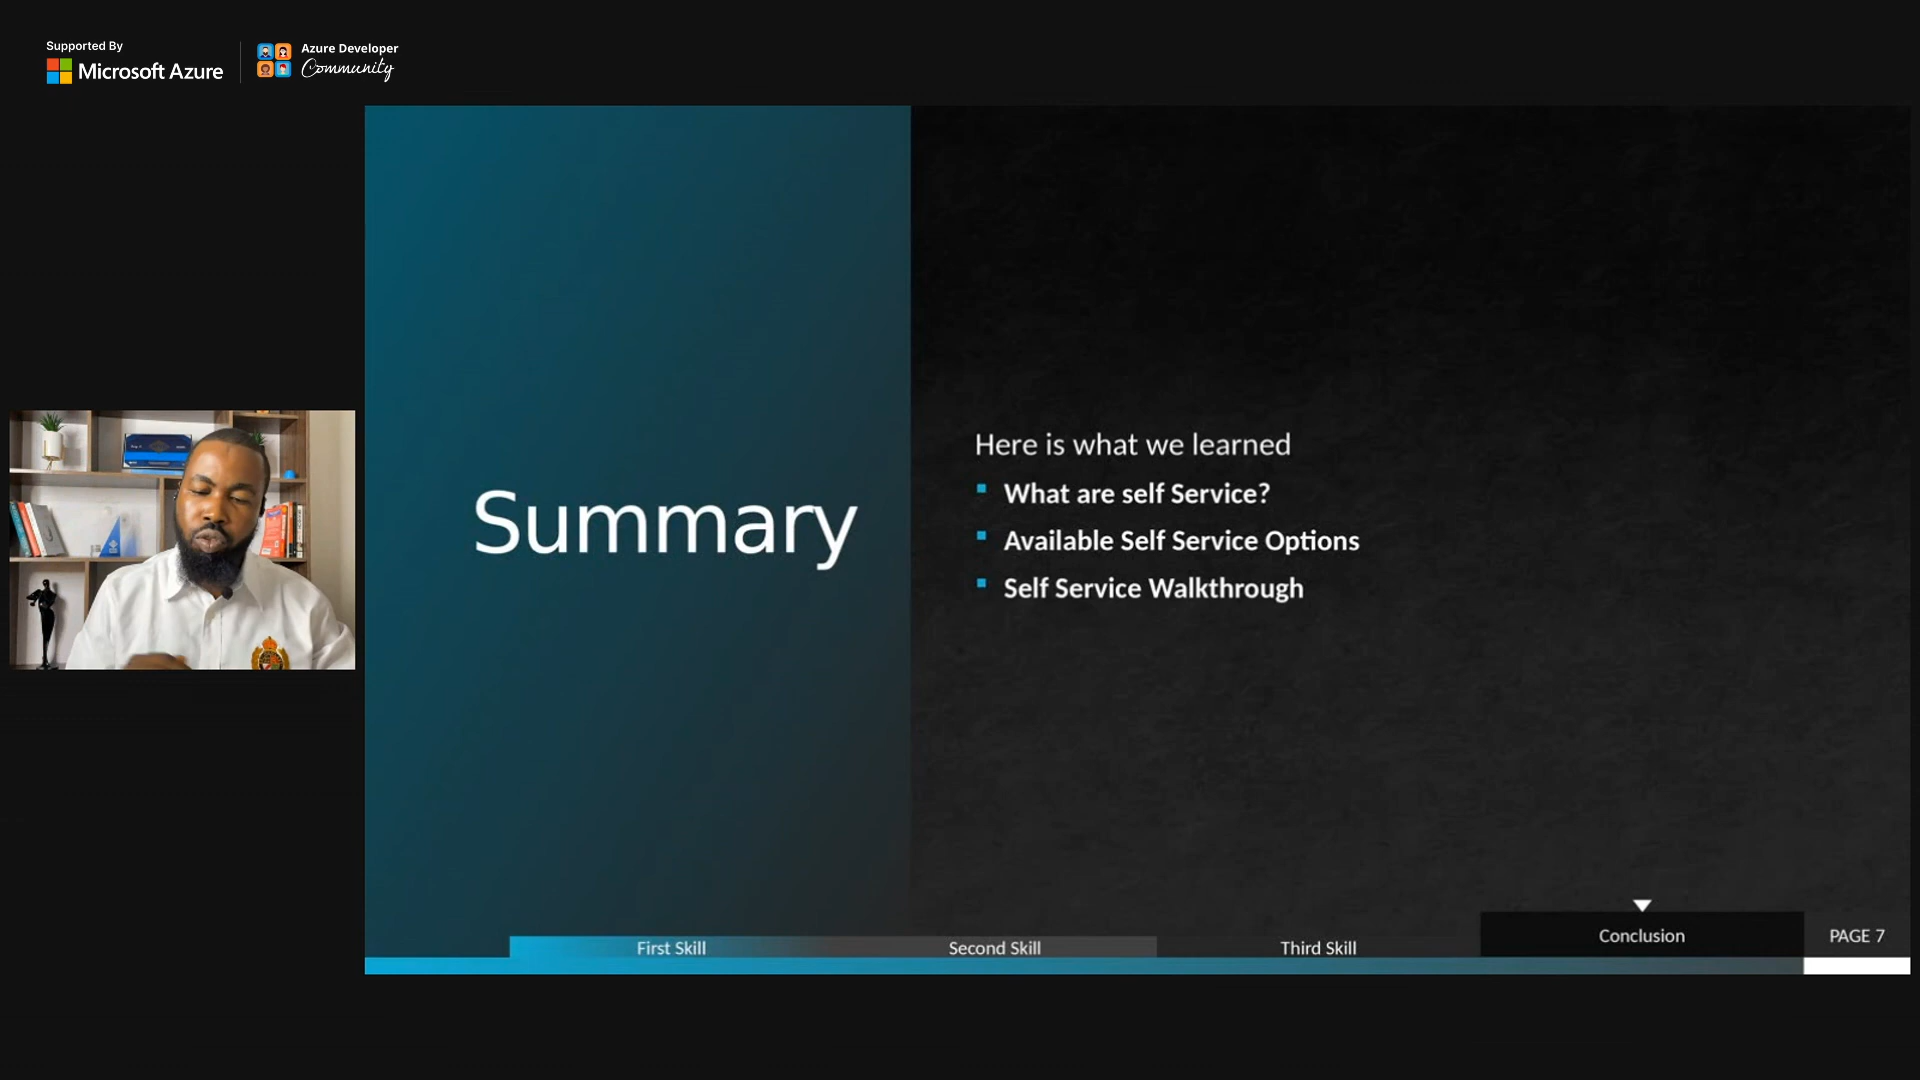 Supported By
Microsoft Azure
Azure Developer
Community
Summary
Here is what we learned
What are self Service?
Available Self Service Options
Self Service Walkthrough
First Skill
Second Skill
Third Skill
Conclusion
PAGE 7